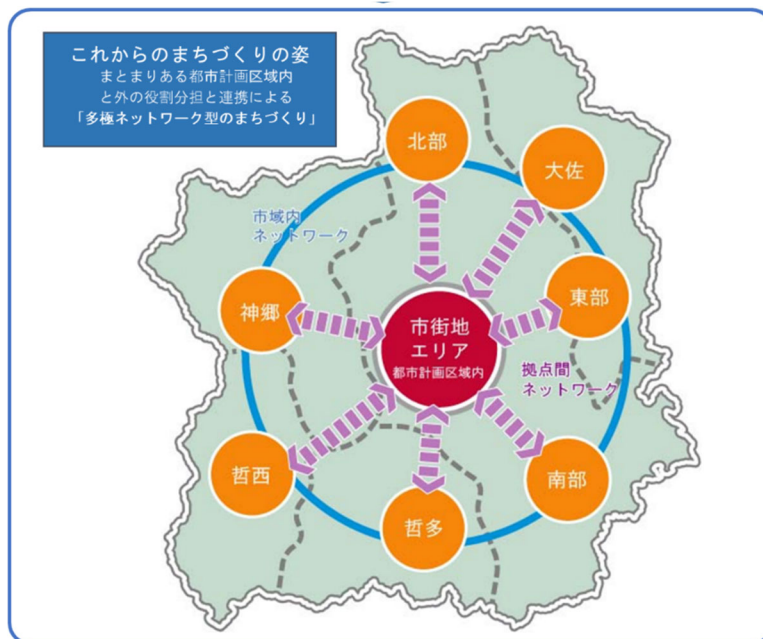 これからのまちづくりの姿
まとまりある都市計画区域内
と外の役割分担と連携による
「多極ネットワーク型のまちづくり」
北部
大佐
市域内
ネットワーク
神郷
東部
市街地
エリア
都市計画区域内
拠点間
ネットワーク
哲西
南部
哲多